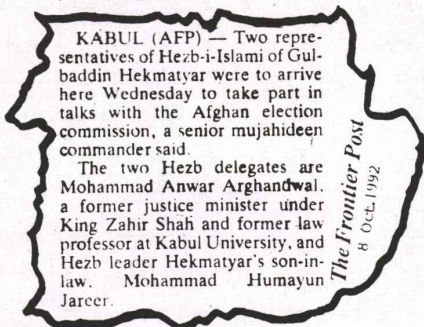 KABUL (AFP) — Two repre-
sentatives of Hezb-i-Islami of Gul-
baddin Hekmatyar were to arrive
here Wednesday to take part in
talks with the Afghan election
commission, a senior mujahideen
commander said.
The two Hezb delegates are
Mohammad Anwar Arghandwal.
a former justice minister under
King Zahir Shah and former law
professor at Kabul University, and
Hezb leader Hekmatyar's son-in-
law. Mohammad Humayun
Jareer.
The Frontier Post
8 Oct. 1992